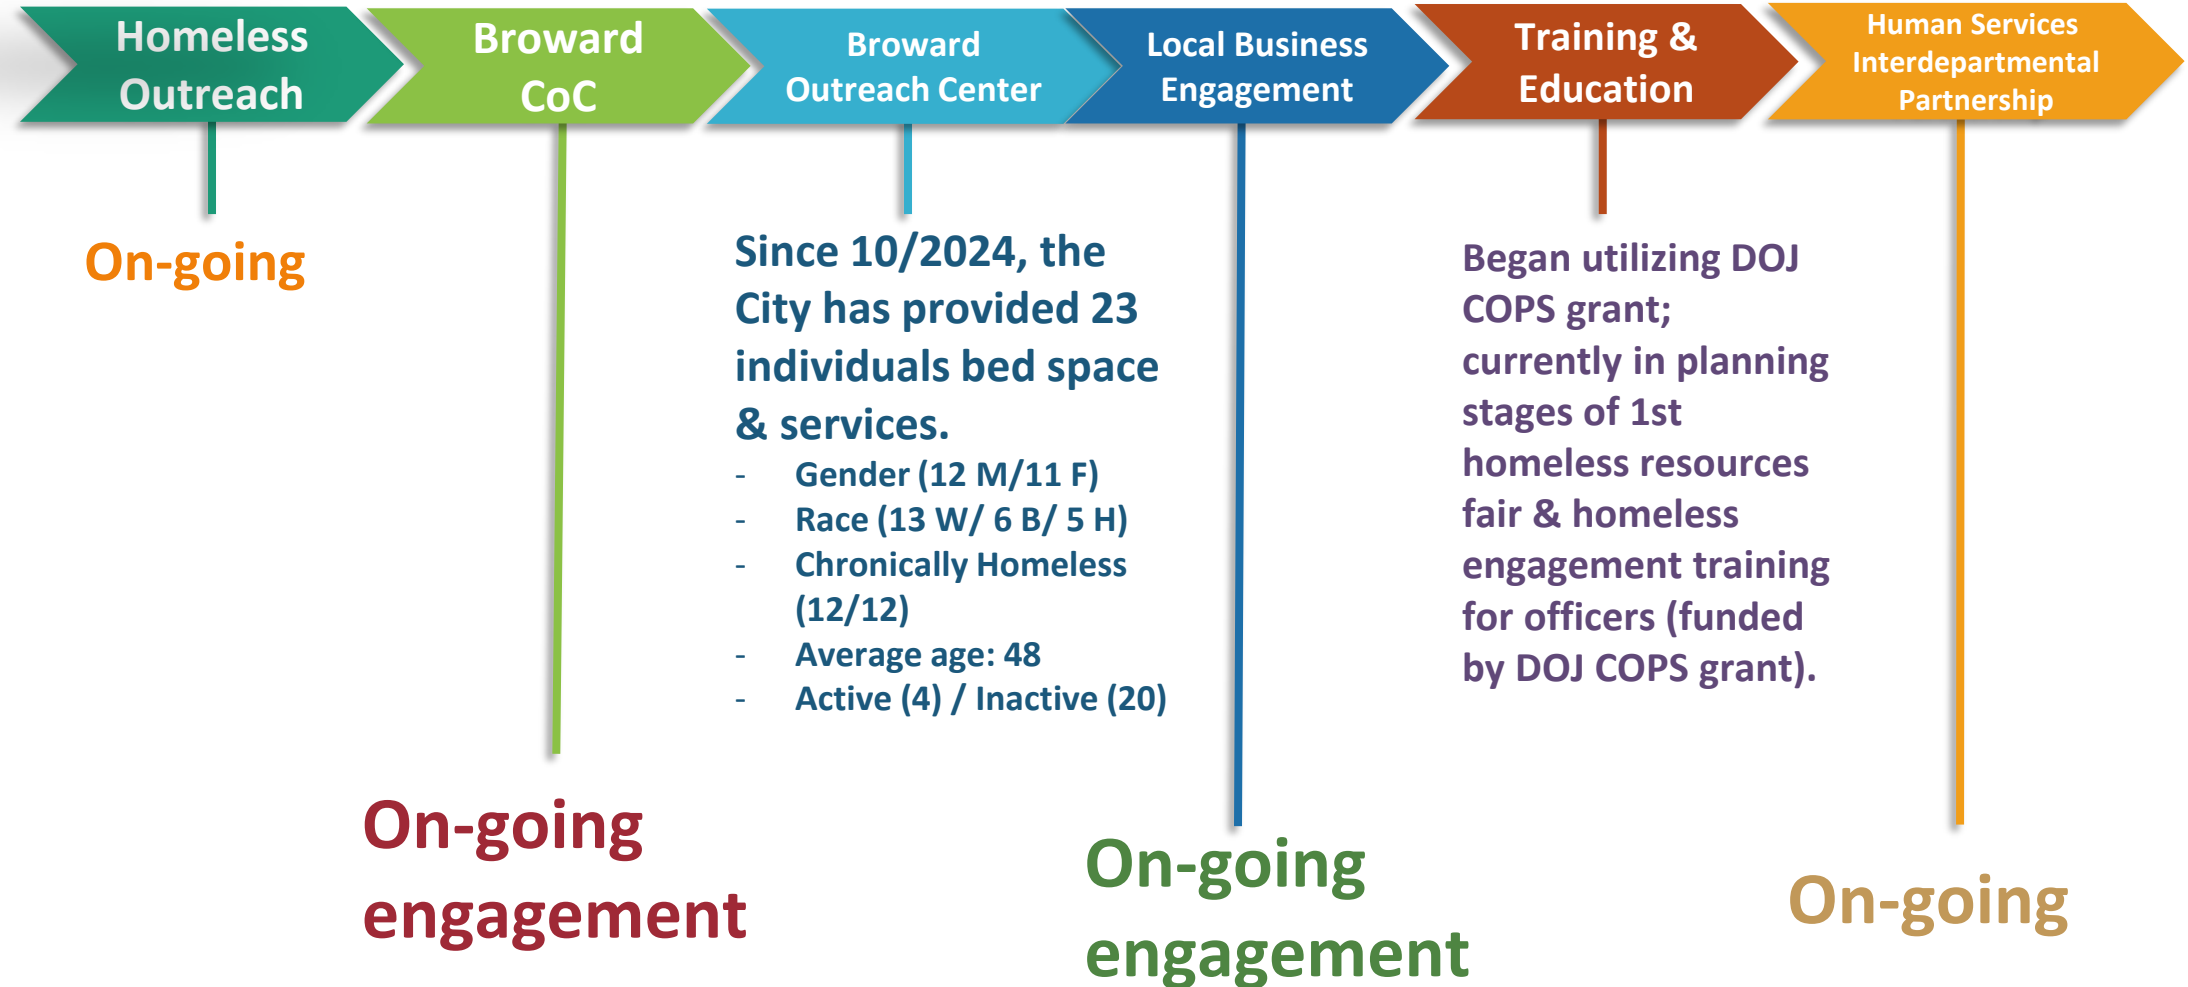 Homeless
Outreach
Broward
CoC
Broward
Outreach Center
Local Business
Engagement
Training &
Education
Human Services
Interdepartmental
Partnership
On-going
On-going
engagement
Since 10/2024, the
City has provided 23
individuals bed space
& services.
- Gender (12 M/11 F)
- Race (13 W/ 6 B/ 5 H)
- Chronically Homeless
(12/12)
- Average age: 48
- Active (4) / Inactive (20)
On-going
engagement
Began utilizing DOJ
COPS grant;
currently in planning
stages of 1st
homeless resources
fair & homeless
engagement training
for officers (funded
by DOJ COPS grant).
On-going